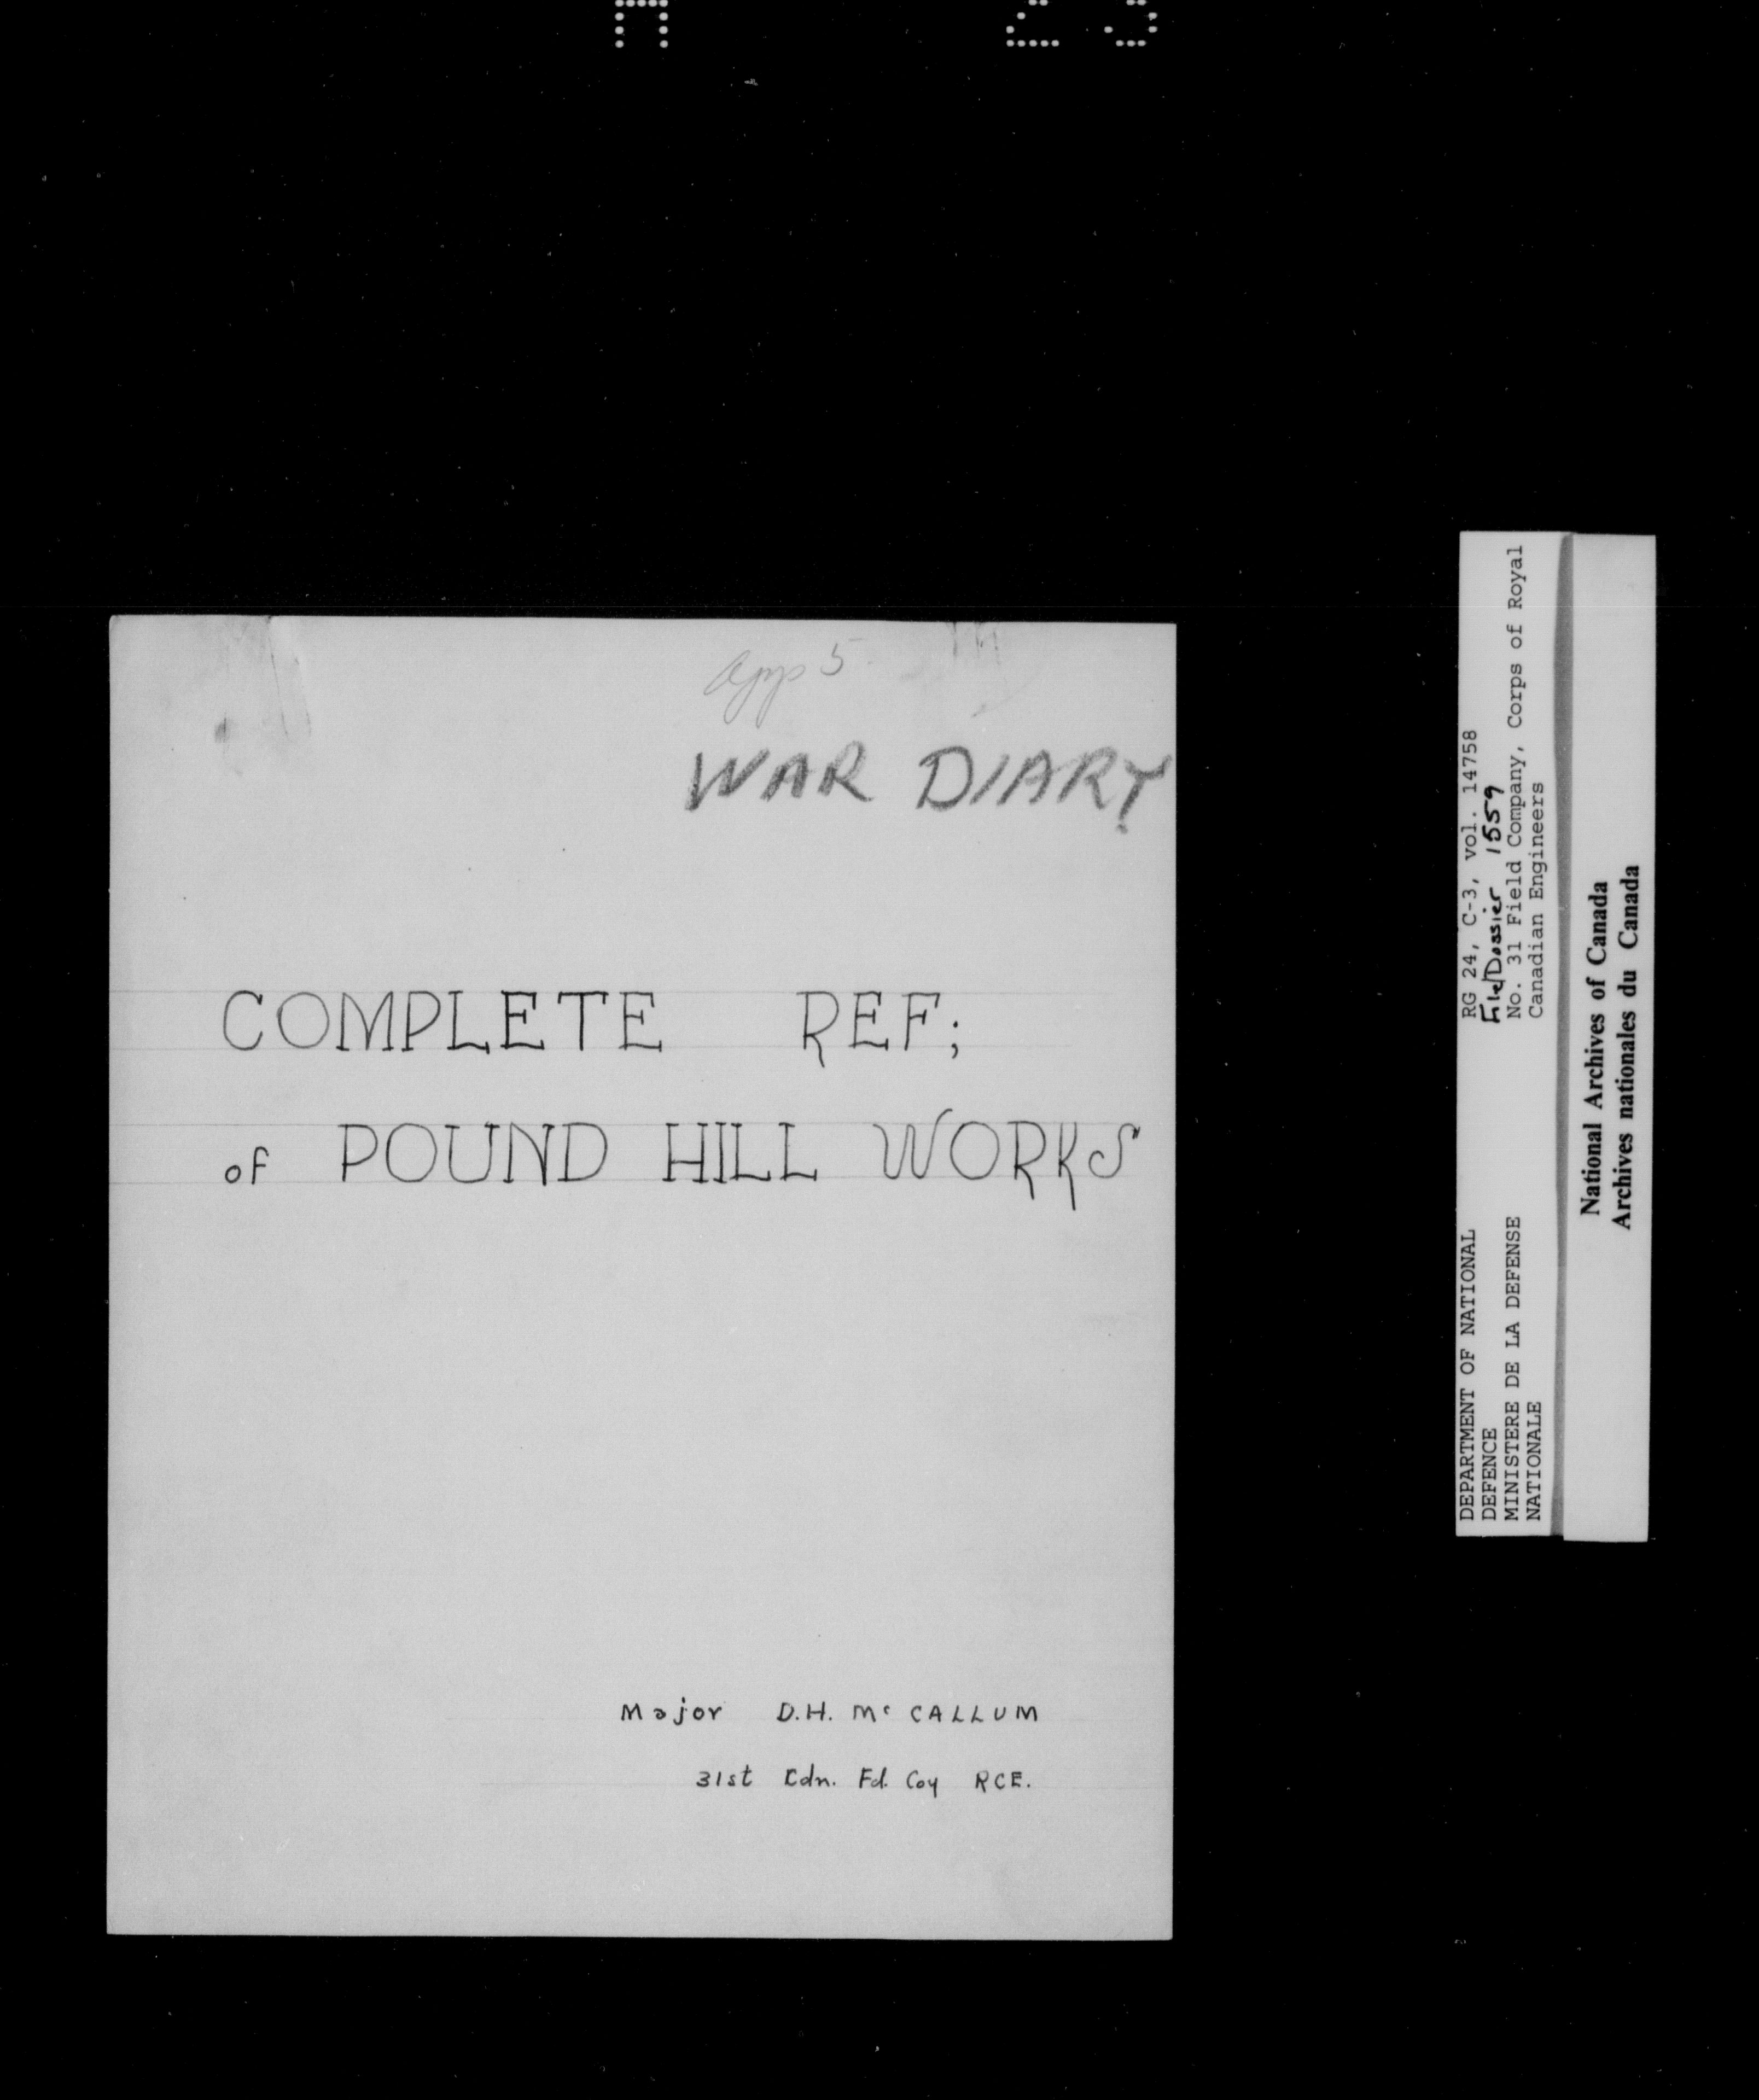 App 5
WAR DIARY
COMPLETE REF;
of POUND HILL WORKS
Major D.H. Mc CALLUM
31st Cdn. Fd. Coy RCE.
RG 24, C-3, vol. 14758
File/Dossier 1559
No. 31 Field Company, Corps of Royal
Canadian Engineers
DEPARTMENT OF NATIONAL
DEFENCE
MINISTERE DE LA DEFENSE
NATIONALE
National Archives of Canada
Archives nationales du Canada